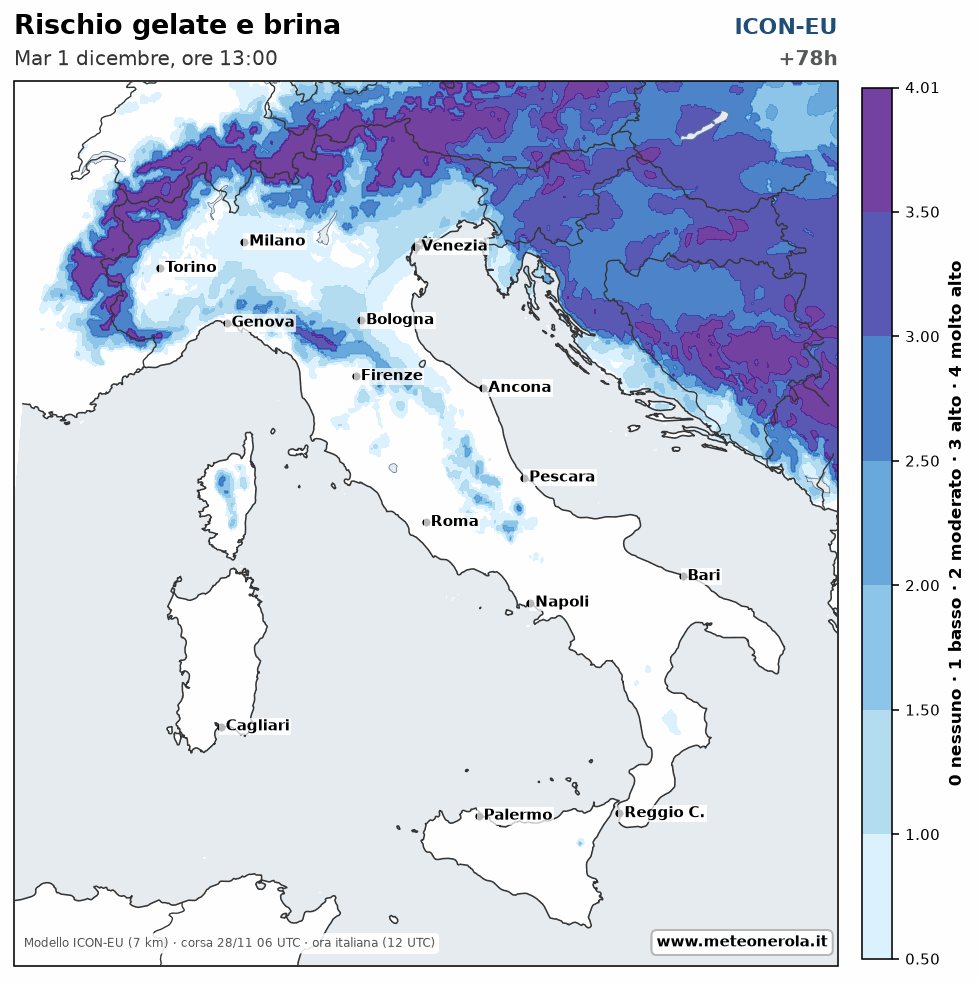 Rischio gelate e brina
ICON-EU
Mar 1 dicembre, ore 13:00
+78h
4.01
3.50
3.00
2.50
2.00
1.50
1.00
0.50
0 nessuno · 1 basso · 2 moderato · 3 alto · 4 molto alto
Milano
Venezia
Torino
Genova
Bologna
Firenze
Ancona
Pescara
Roma
Bari
Napoli
Cagliari
Palermo
Reggio C.
Modello ICON-EU (7 km) · corsa 28/11 06 UTC · ora italiana (12 UTC)
www.meteonerola.it